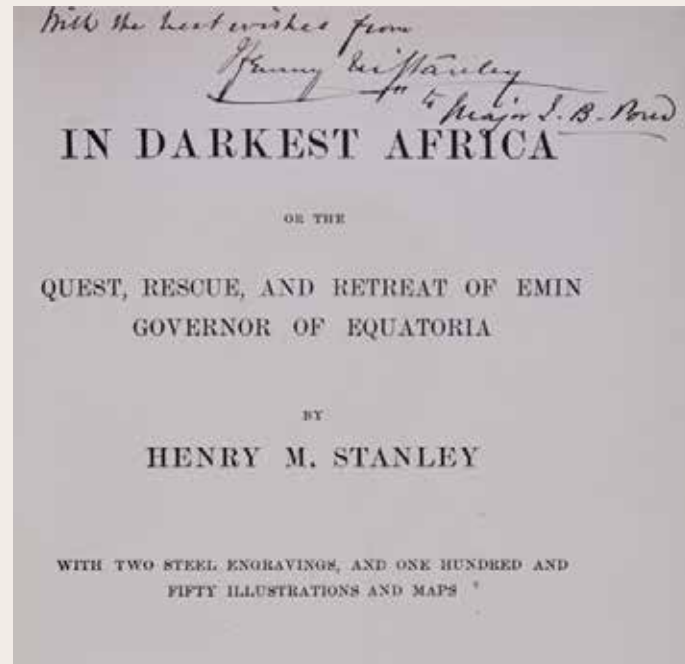 With the best wishes from
Henry M Stanley
to Major J. B. Pond
IN DARKEST AFRICA
OR THE
QUEST, RESCUE, AND RETREAT OF EMIN
GOVERNOR OF EQUATORIA
BY
HENRY M. STANLEY
WITH TWO STEEL ENGRAVINGS, AND ONE HUNDRED AND
FIFTY ILLUSTRATIONS AND MAPS